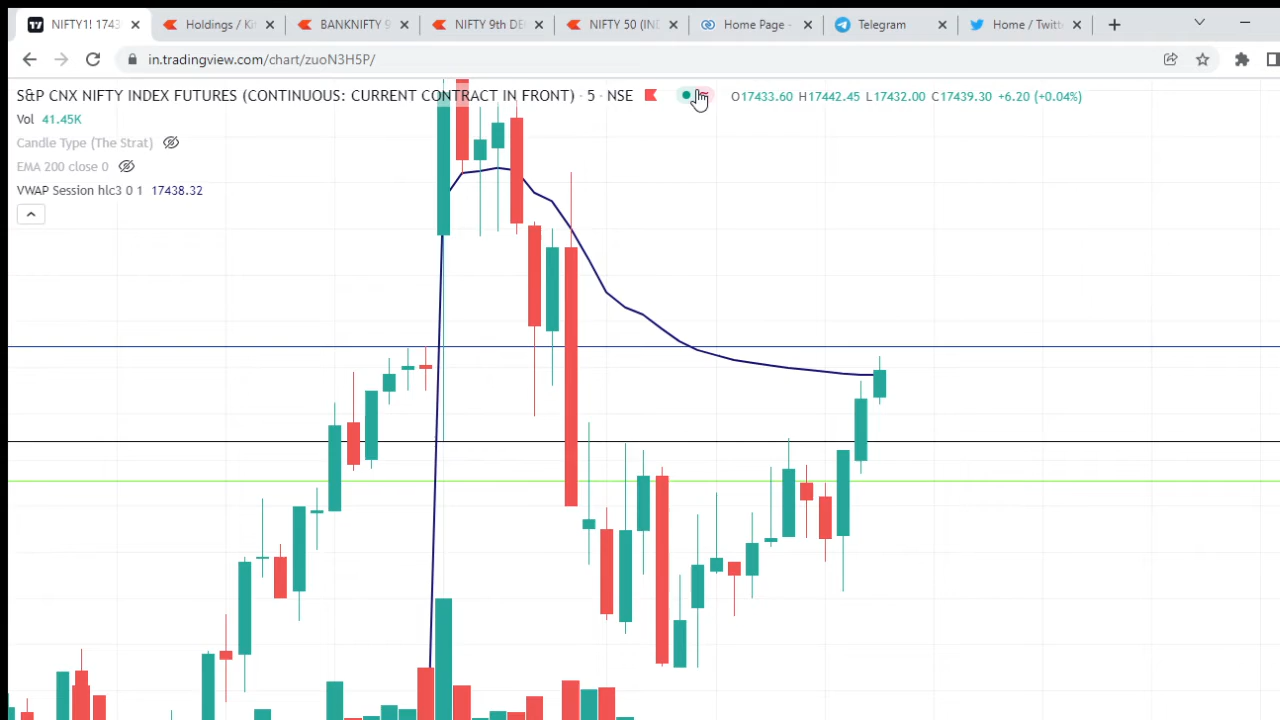 NIFTY1! 1743
Holdings / Ki
BANKNIFTY 9
NIFTY 9th DE
NIFTY 50 (IND
Home Page -
Telegram
Home / Twitt
in.tradingview.com/chart/zuoN3H5P/
S&P CNX NIFTY INDEX FUTURES (CONTINUOUS: CURRENT CONTRACT IN FRONT) · 5 · NSE O17433.60 H17442.45 L17432.00 C17439.30 +6.20 (+0.04%)
Vol 41.45K
Candle Type (The Strat)
EMA 200 close 0
VWAP Session hlc3 0 1 17438.32